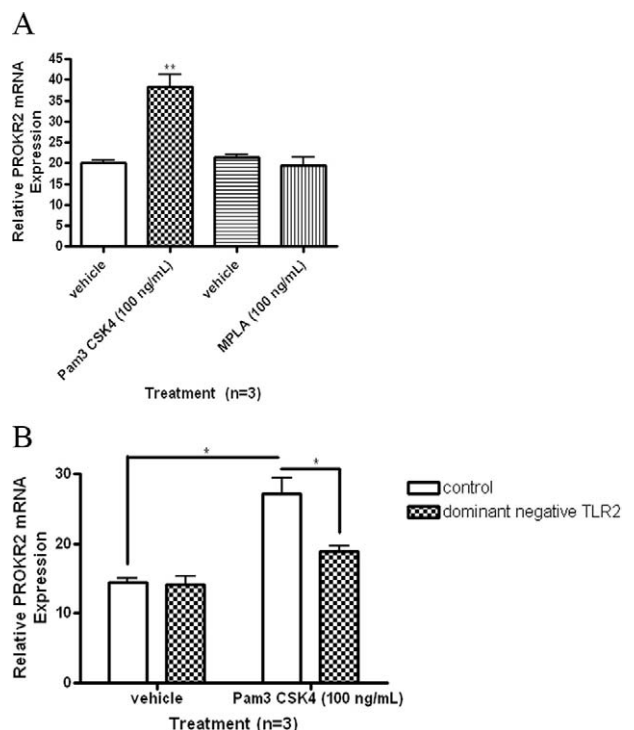 A
Relative PROKR2 mRNA
Expression
45
40
35
30
25
20
15
10
5
0
**
vehicle
Pam3 CSK4 (100 ng/mL)
vehicle
MPLA (100 ng/mL)
Treatment (n=3)
B
Relative PROKR2 mRNA
Expression
30
20
10
0
*
*
control
dominant negative TLR2
vehicle
Pam3 CSK4 (100 ng/mL)
Treatment (n=3)